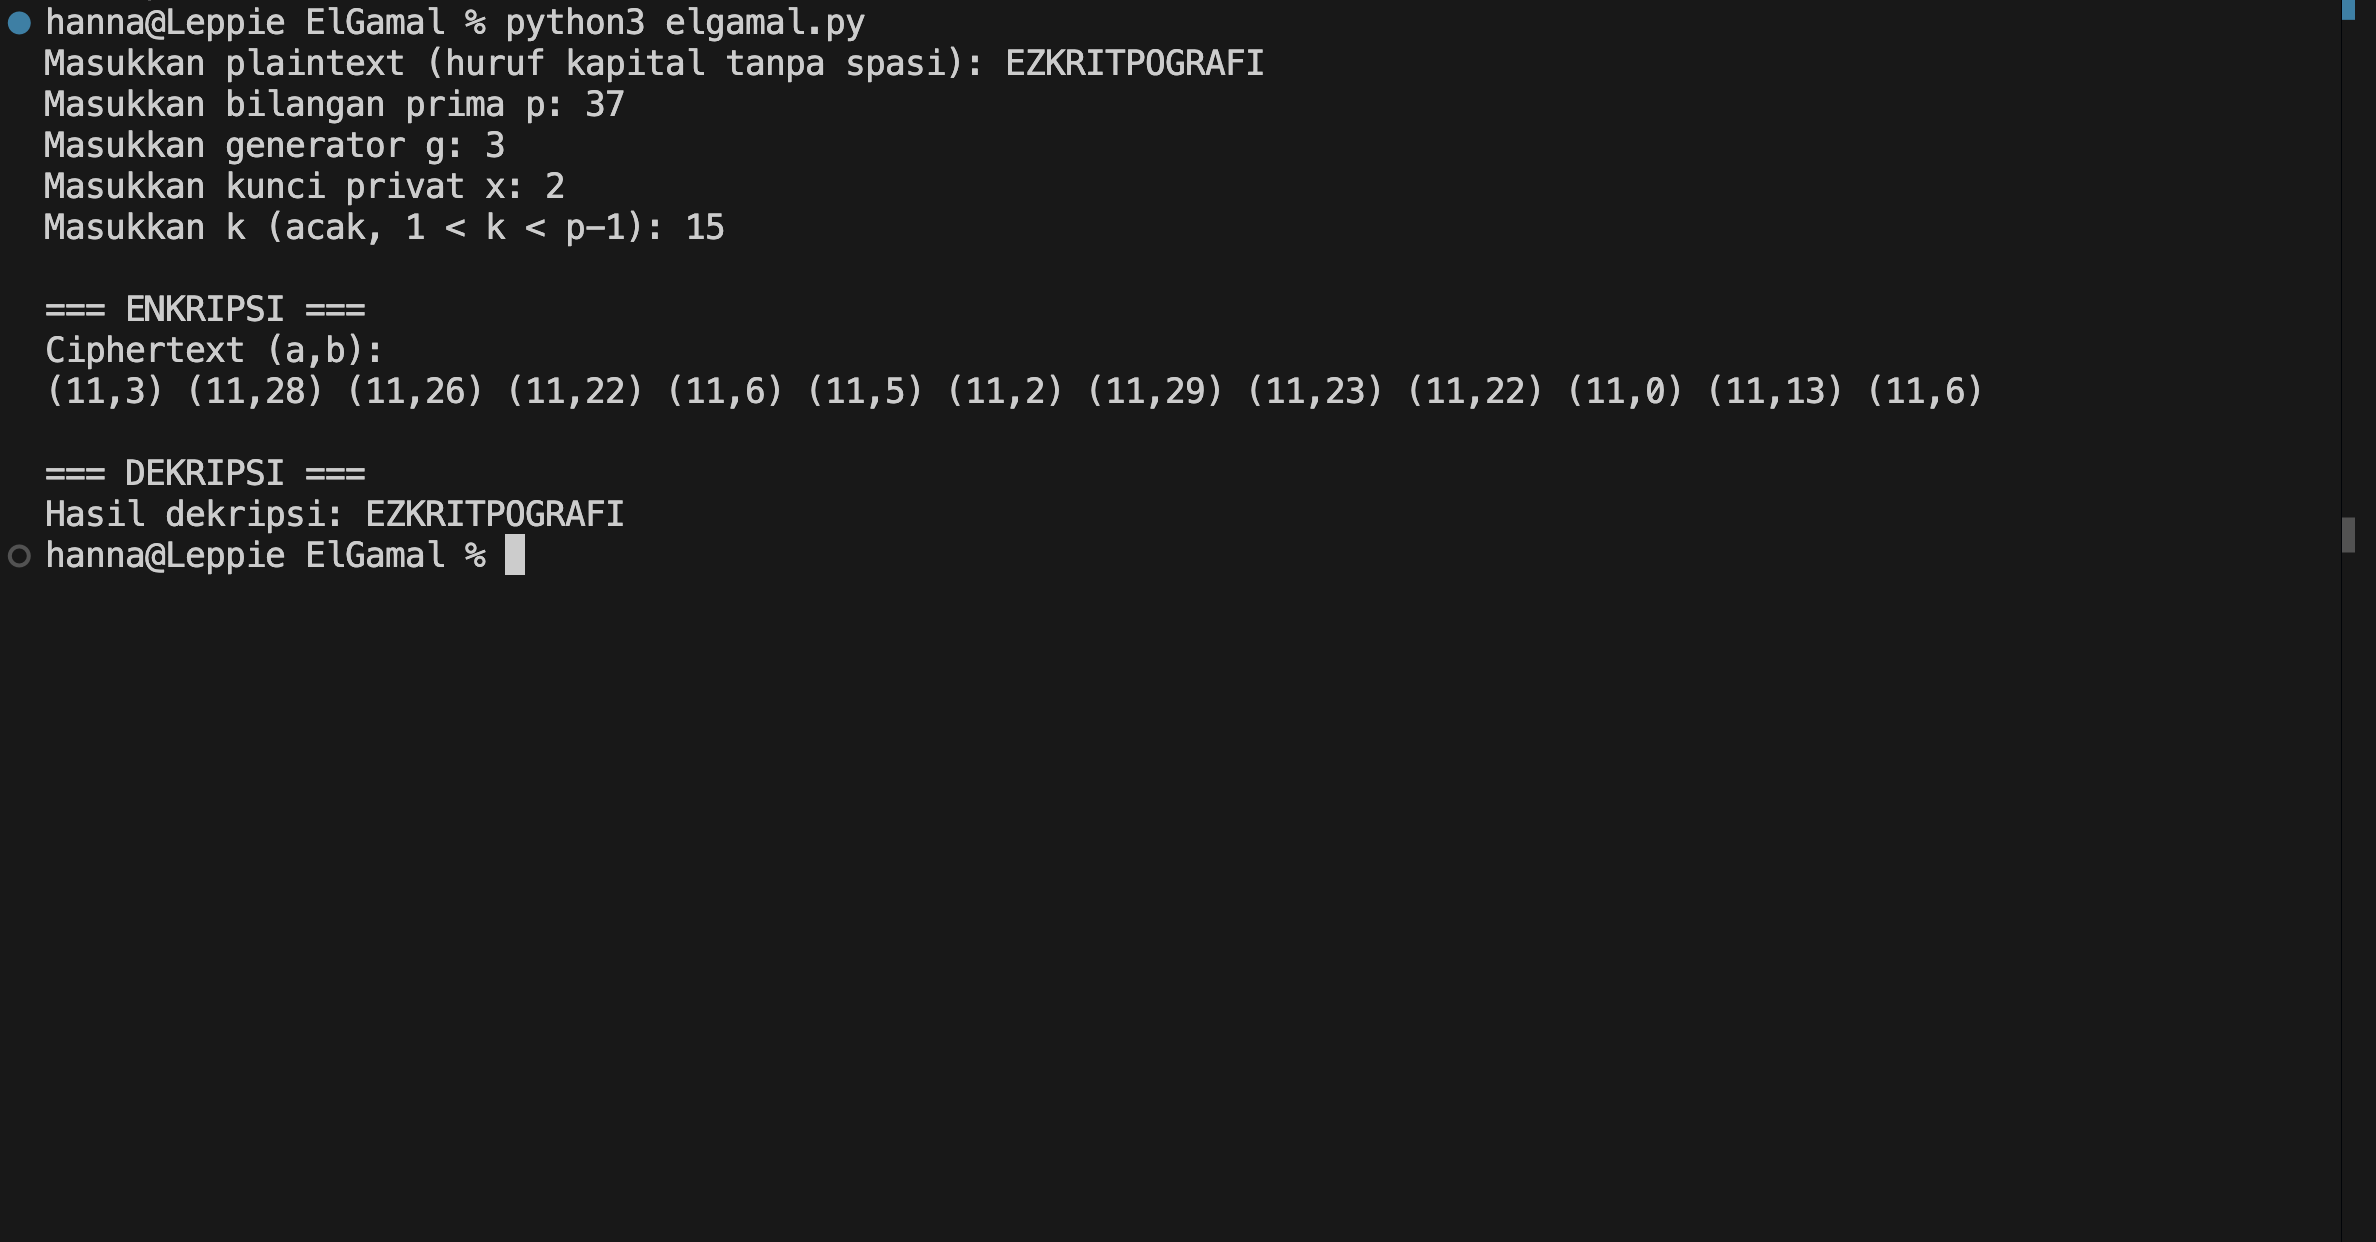 hanna@Leppie ElGamal % python3 elgamal.py
Masukkan plaintext (huruf kapital tanpa spasi): EZKRITPOGRAFI
Masukkan bilangan prima p: 37
Masukkan generator g: 3
Masukkan kunci privat x: 2
Masukkan k (acak, 1 < k < p-1): 15
=== ENKRIPSI ===
Ciphertext (a,b):
(11,3) (11,28) (11,26) (11,22) (11,6) (11,5) (11,2) (11,29) (11,23) (11,22) (11,0) (11,13) (11,6)
=== DEKRIPSI ===
Hasil dekripsi: EZKRITPOGRAFI
hanna@Leppie ElGamal %